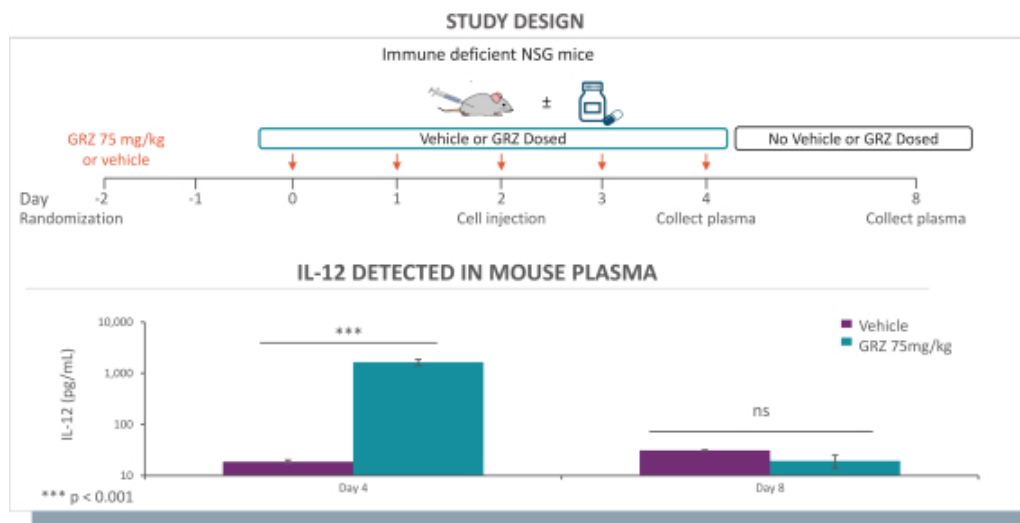 STUDY DESIGN
Immune deficient NSG mice
±
GRZ 75 mg/kg
or vehicle
Vehicle or GRZ Dosed
No Vehicle or GRZ Dosed
Day -2 -1 0 1 2 3 4 8
Randomization Cell injection Collect plasma Collect plasma
IL-12 DETECTED IN MOUSE PLASMA
IL-12 (pg/mL)
10,000
1,000
100
10
***
ns
Vehicle
GRZ 75mg/kg
Day 4 Day 8
*** p < 0.001